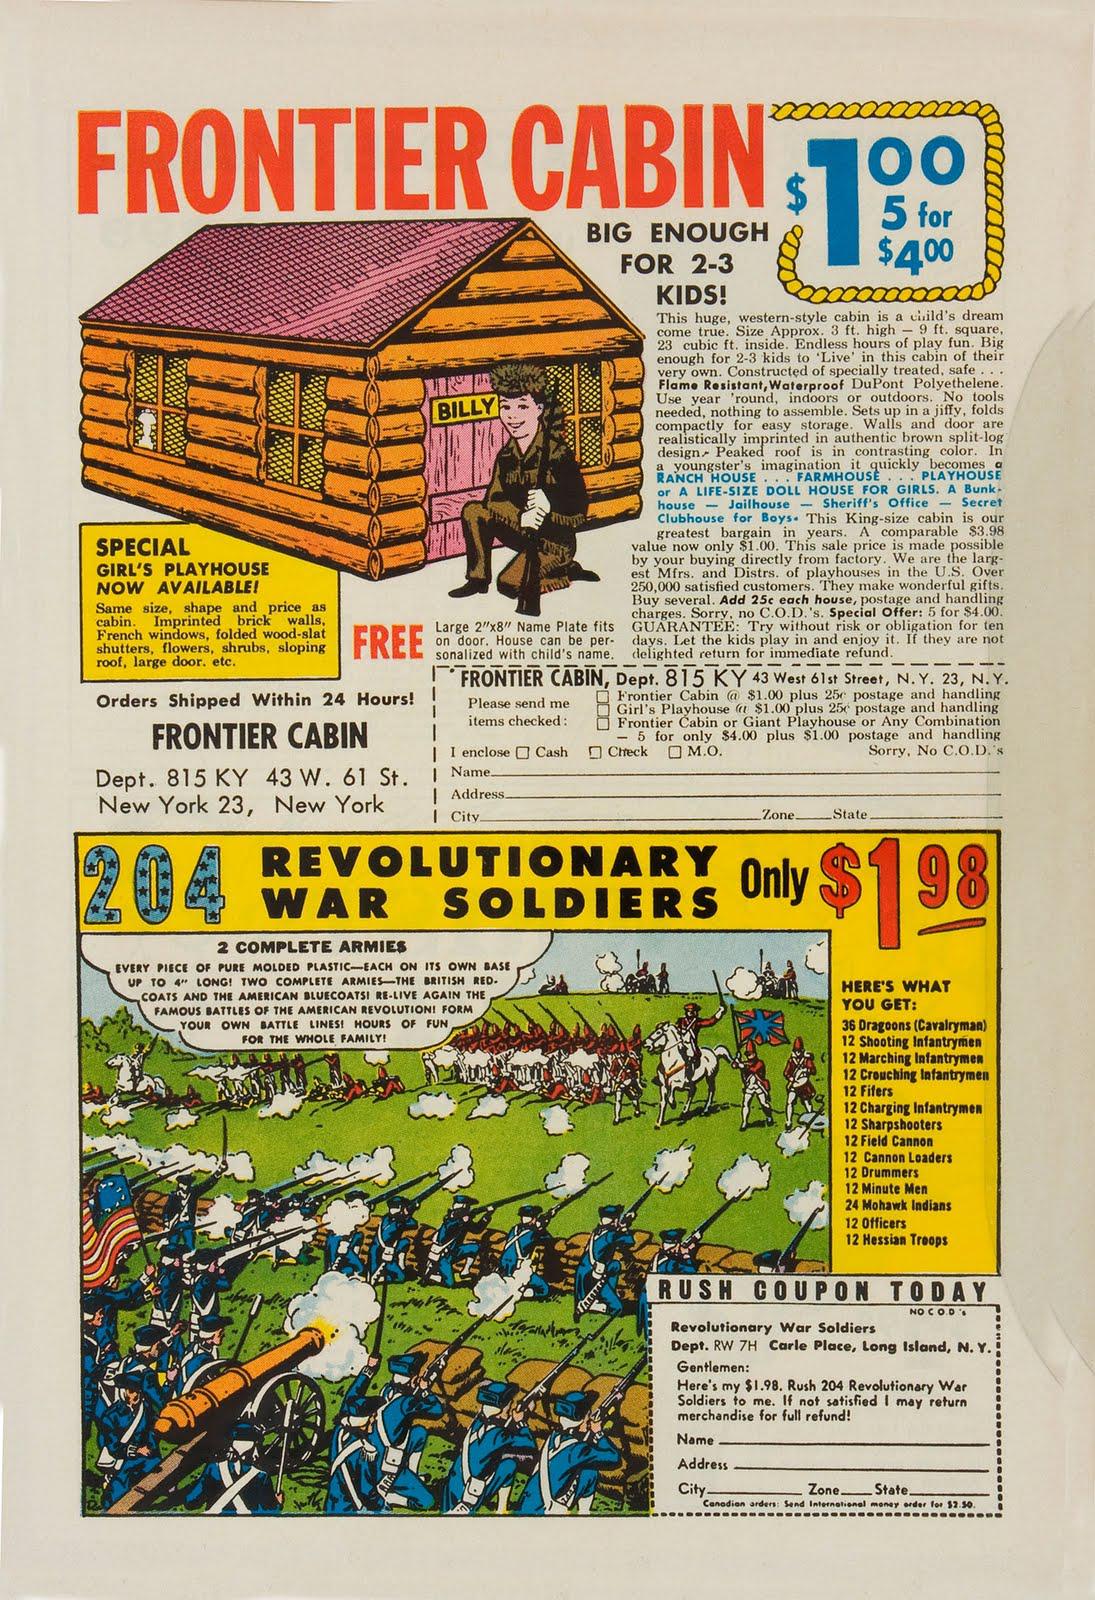 FRONTIER CABIN
$1.00
5 for
$4.00
BIG ENOUGH
FOR 2-3
KIDS!
BILLY
This huge, western-style cabin is a child's dream
come true. Size Approx. 3 ft. high — 9 ft. square,
23 cubic ft. inside. Endless hours of play fun. Big
enough for 2-3 kids to 'Live' in this cabin of their
very own. Constructed of specially treated, safe . . .
Flame Resistant, Waterproof DuPont Polyethelene.
Use year 'round, indoors or outdoors. No tools
needed, nothing to assemble. Sets up in a jiffy, folds
compactly for easy storage. Walls and door are
realistically imprinted in authentic brown split-log
design. Peaked roof is in contrasting color. In
a youngster's imagination it quickly becomes a
RANCH HOUSE . . . FARMHOUSE . . . PLAYHOUSE
or A LIFE-SIZE DOLL HOUSE FOR GIRLS. A Bunk-
house — Jailhouse — Sheriff's Office — Secret
Clubhouse for Boys. This King-size cabin is our
greatest bargain in years. A comparable $3.98
value now only $1.00. This sale price is made possible
by your buying directly from factory. We are the larg-
est Mfrs. and Distrs. of playhouses in the U.S. Over
250,000 satisfied customers. They make wonderful gifts.
Buy several. Add 25c each house, postage and handling
charges. Sorry, no C.O.D.'s. Special Offer: 5 for $4.00.
GUARANTEE: Try without risk or obligation for ten
days. Let the kids play in and enjoy it. If they are not
delighted return for immediate refund.
SPECIAL
GIRL'S PLAYHOUSE
NOW AVAILABLE!
Same size, shape and price as
cabin. Imprinted brick walls,
French windows, folded wood-slat
shutters, flowers, shrubs, sloping
roof, large door. etc.
FREE
Large 2"x8" Name Plate fits
on door. House can be per-
sonalized with child's name.
Orders Shipped Within 24 Hours!
FRONTIER CABIN
Dept. 815 KY 43 W. 61 St.
New York 23, New York
FRONTIER CABIN, Dept. 815 KY 43 West 61st Street, N.Y. 23, N.Y.
Please send me
items checked:
Frontier Cabin @ $1.00 plus 25c postage and handling
Girl's Playhouse @ $1.00 plus 25c postage and handling
Frontier Cabin or Giant Playhouse or Any Combination
— 5 for only $4.00 plus $1.00 postage and handling
I enclose Cash Check M.O. Sorry, No C.O.D.'s
Name
Address
City Zone State
204 REVOLUTIONARY
WAR SOLDIERS
Only $1.98
2 COMPLETE ARMIES
EVERY PIECE OF PURE MOLDED PLASTIC—EACH ON ITS OWN BASE
UP TO 4" LONG! TWO COMPLETE ARMIES—THE BRITISH RED-
COATS AND THE AMERICAN BLUECOATS! RE-LIVE AGAIN THE
FAMOUS BATTLES OF THE AMERICAN REVOLUTION! FORM
YOUR OWN BATTLE LINES! HOURS OF FUN
FOR THE WHOLE FAMILY!
HERE'S WHAT
YOU GET:
36 Dragoons (Cavalryman)
12 Shooting Infantrymen
12 Marching Infantrymen
12 Crouching Infantrymen
12 Fifers
12 Charging Infantrymen
12 Sharpshooters
12 Field Cannon
12 Cannon Loaders
12 Drummers
12 Minute Men
24 Mohawk Indians
12 Officers
12 Hessian Troops
RUSH COUPON TODAY
NO C.O.D.'s
Revolutionary War Soldiers
Dept. RW 7H Carle Place, Long Island, N. Y.
Gentlemen:
Here's my $1.98. Rush 204 Revolutionary War
Soldiers to me. If not satisfied I may return
merchandise for full refund!
Name
Address
City Zone State
Canadian orders: Send International money order for $2.50.